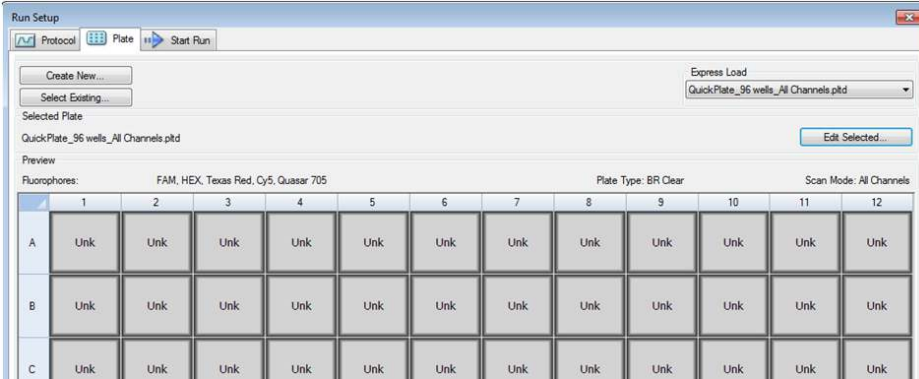 Run Setup
Protocol Plate Start Run
Create New...
Express Load
Select Existing...
QuickPlate_96 wells_All Channels.pltd
Selected Plate
QuickPlate_96 wells_All Channels.pltd
Edit Selected...
Preview
Fluorophores: FAM, HEX, Texas Red, Cy5, Quasar 705 Plate Type: BR Clear Scan Mode: All Channels
1 2 3 4 5 6 7 8 9 10 11 12
A Unk Unk Unk Unk Unk Unk Unk Unk Unk Unk Unk Unk
B Unk Unk Unk Unk Unk Unk Unk Unk Unk Unk Unk Unk
C Unk Unk Unk Unk Unk Unk Unk Unk Unk Unk Unk Unk